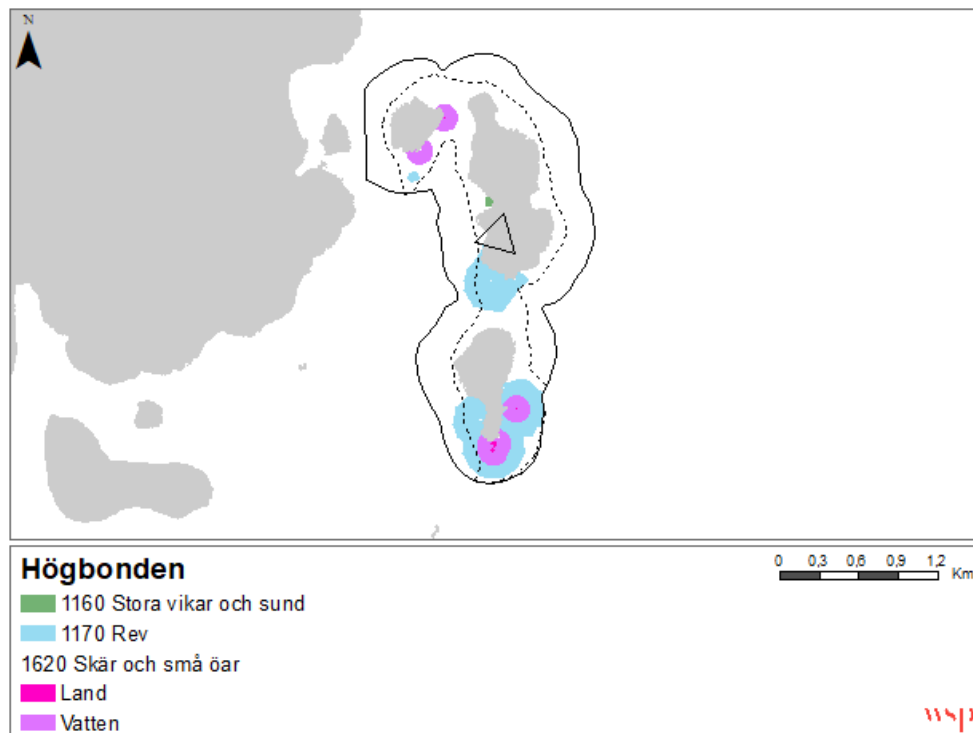 N
Högbonden
1160 Stora vikar och sund
1170 Rev
1620 Skär och små öar
Land
Vatten
0 0,3 0,6 0,9 1,2
Km
wsp